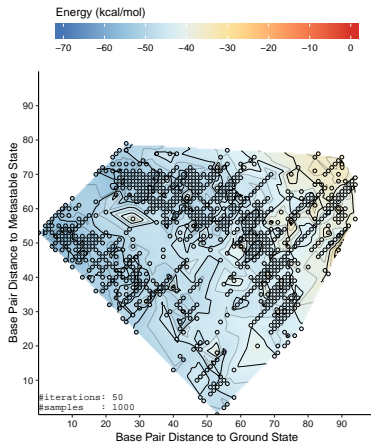 Energy (kcal/mol)
−70 −60 −50 −40 −30 −20 −10 0
90
80
70
60
50
40
30
20
10
Base Pair Distance to Metastable State
#iterations: 50
#samples : 1000
10 20 30 40 50 60 70 80 90
Base Pair Distance to Ground State